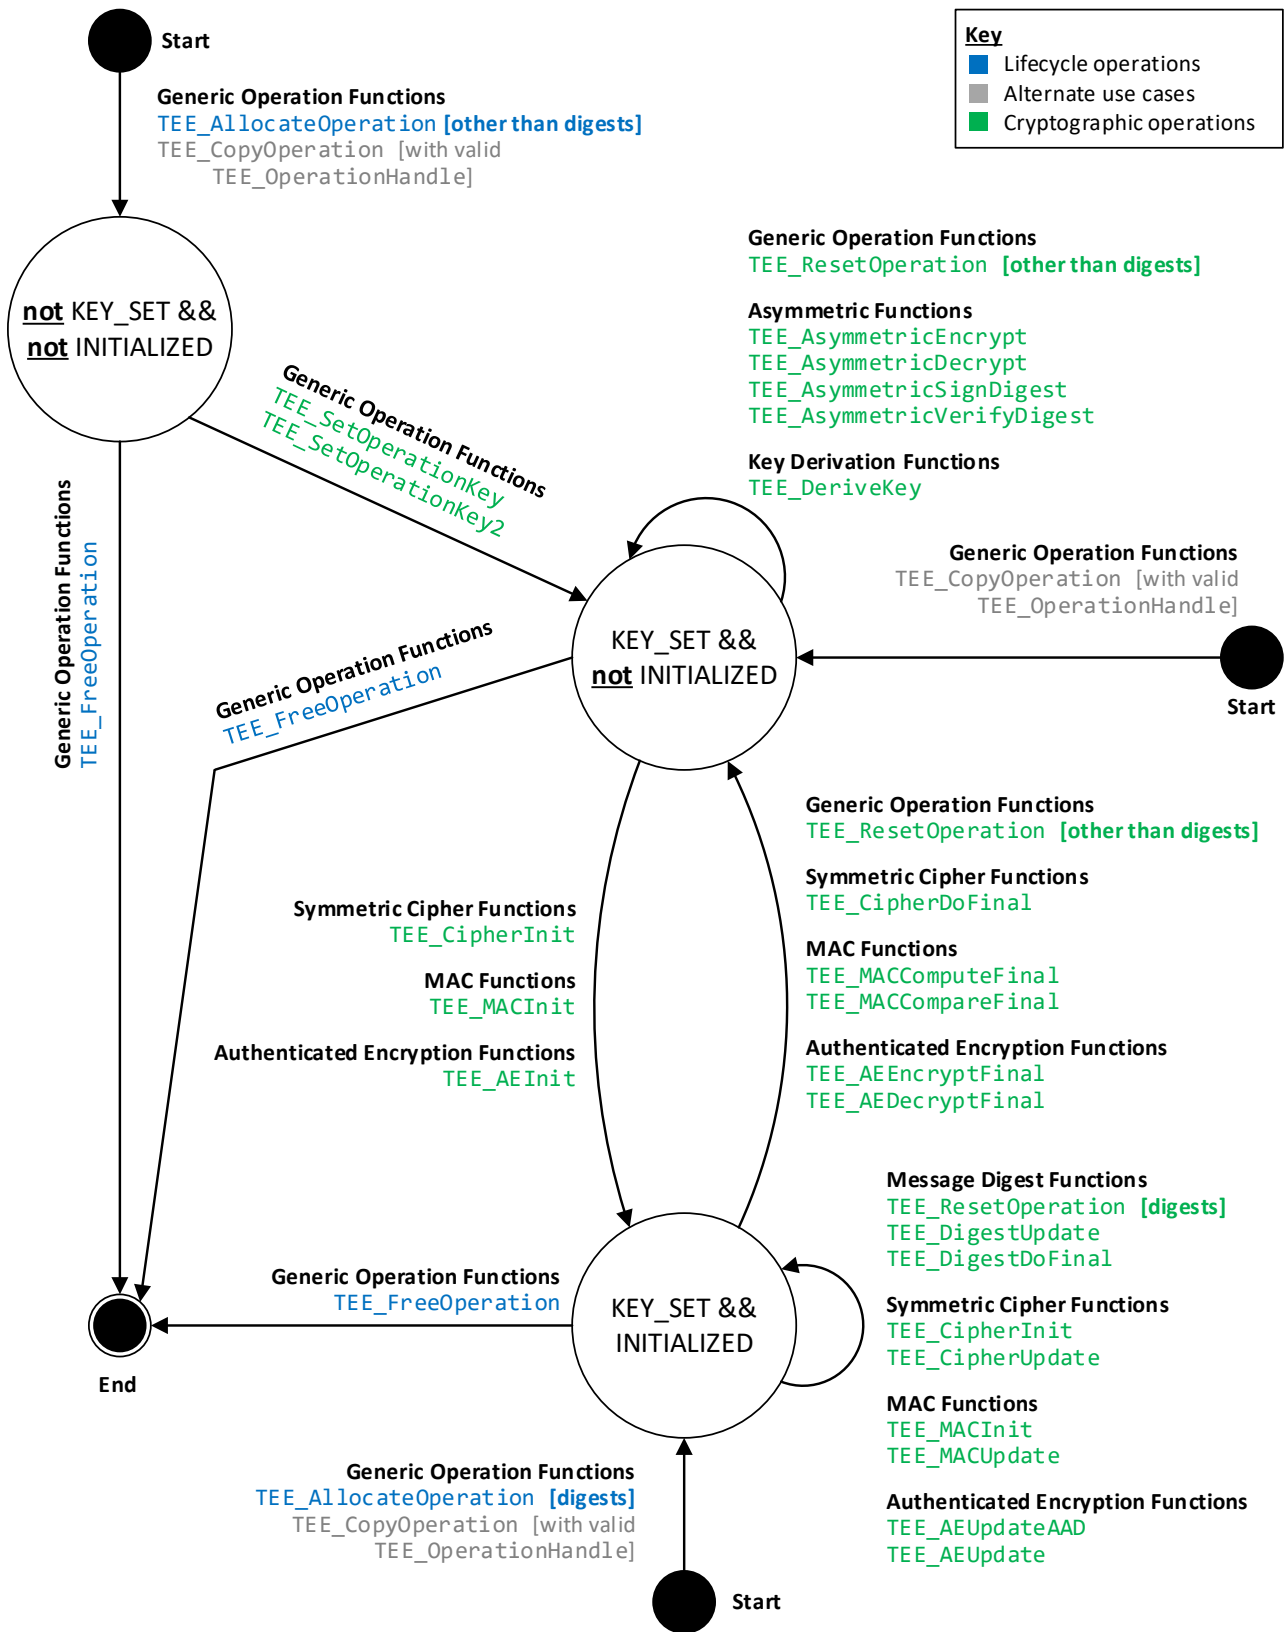 Start
Generic Operation Functions
TEE_AllocateOperation [other than digests]
TEE_CopyOperation [with valid
TEE_OperationHandle]
Key
Lifecycle operations
Alternate use cases
Cryptographic operations
not KEY_SET &&
not INITIALIZED
Generic Operation Functions
TEE_ResetOperation [other than digests]
Asymmetric Functions
TEE_AsymmetricEncrypt
TEE_AsymmetricDecrypt
TEE_AsymmetricSignDigest
TEE_AsymmetricVerifyDigest
Key Derivation Functions
TEE_DeriveKey
Generic Operation Functions
TEE_SetOperationKey
TEE_SetOperationKey2
Generic Operation Functions
TEE_FreeOperation
Generic Operation Functions
TEE_CopyOperation [with valid
TEE_OperationHandle]
Start
KEY_SET &&
not INITIALIZED
Generic Operation Functions
TEE_FreeOperation
Generic Operation Functions
TEE_ResetOperation [other than digests]
Symmetric Cipher Functions
TEE_CipherDoFinal
MAC Functions
TEE_MACComputeFinal
TEE_MACCompareFinal
Authenticated Encryption Functions
TEE_AEEncryptFinal
TEE_AEDecryptFinal
Symmetric Cipher Functions
TEE_CipherInit
MAC Functions
TEE_MACInit
Authenticated Encryption Functions
TEE_AEInit
Message Digest Functions
TEE_ResetOperation [digests]
TEE_DigestUpdate
TEE_DigestDoFinal
Symmetric Cipher Functions
TEE_CipherInit
TEE_CipherUpdate
MAC Functions
TEE_MACInit
TEE_MACUpdate
Authenticated Encryption Functions
TEE_AEUpdateAAD
TEE_AEUpdate
Generic Operation Functions
TEE_FreeOperation
KEY_SET &&
INITIALIZED
End
Generic Operation Functions
TEE_AllocateOperation [digests]
TEE_CopyOperation [with valid
TEE_OperationHandle]
Start